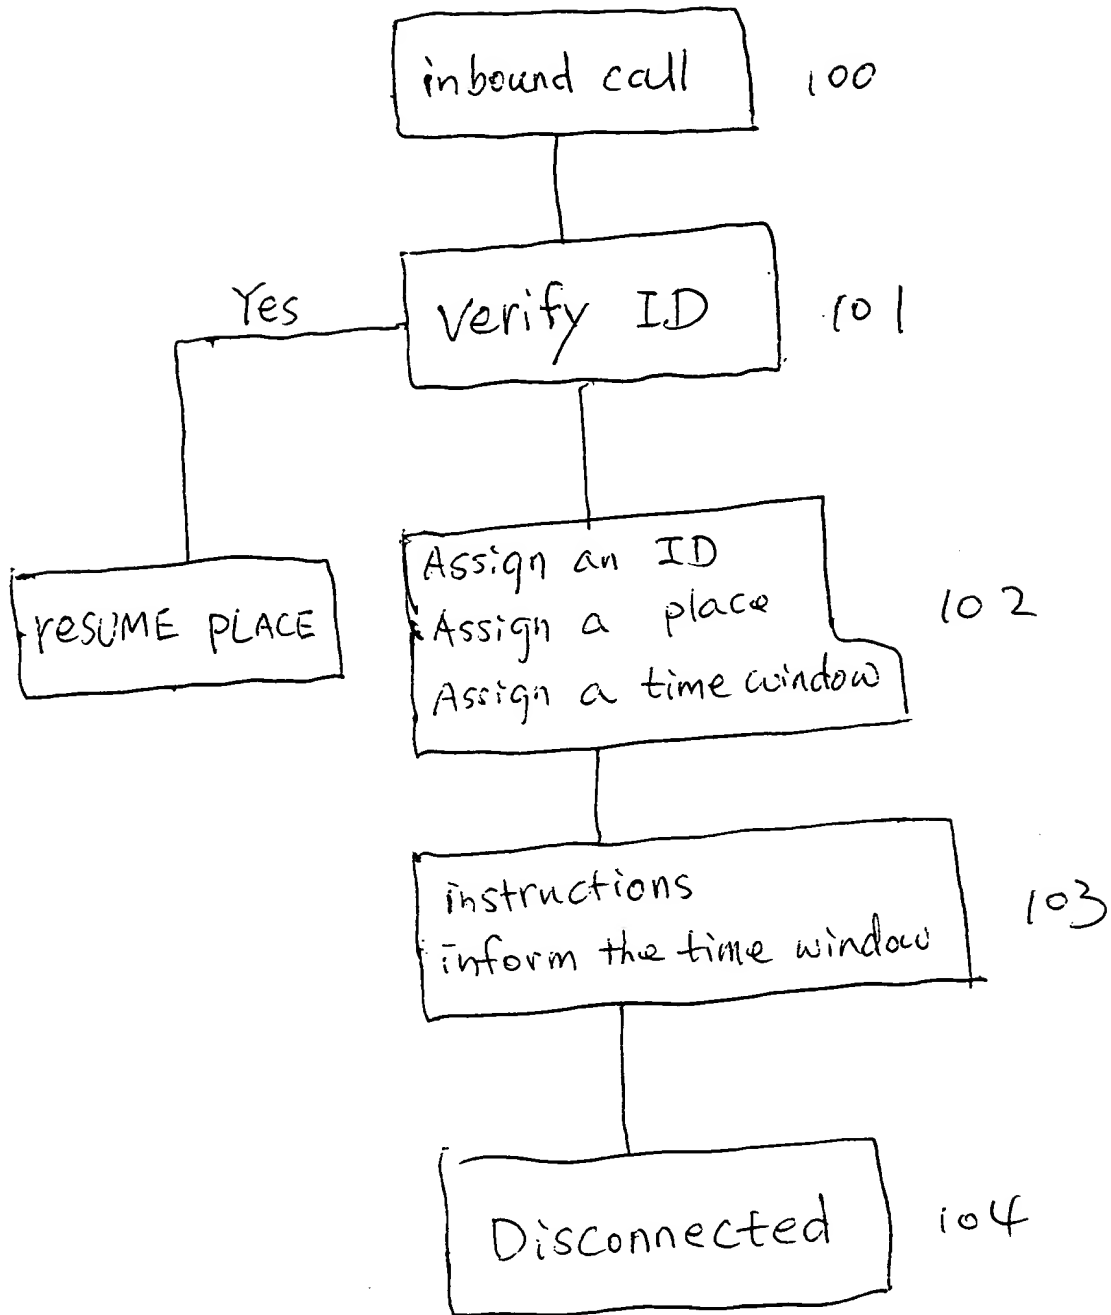 inbound call 100
Verify ID 101
Yes
resume PLACE
Assign an ID
Assign a place 102
Assign a time window
instructions 103
inform the time window
Disconnected 104